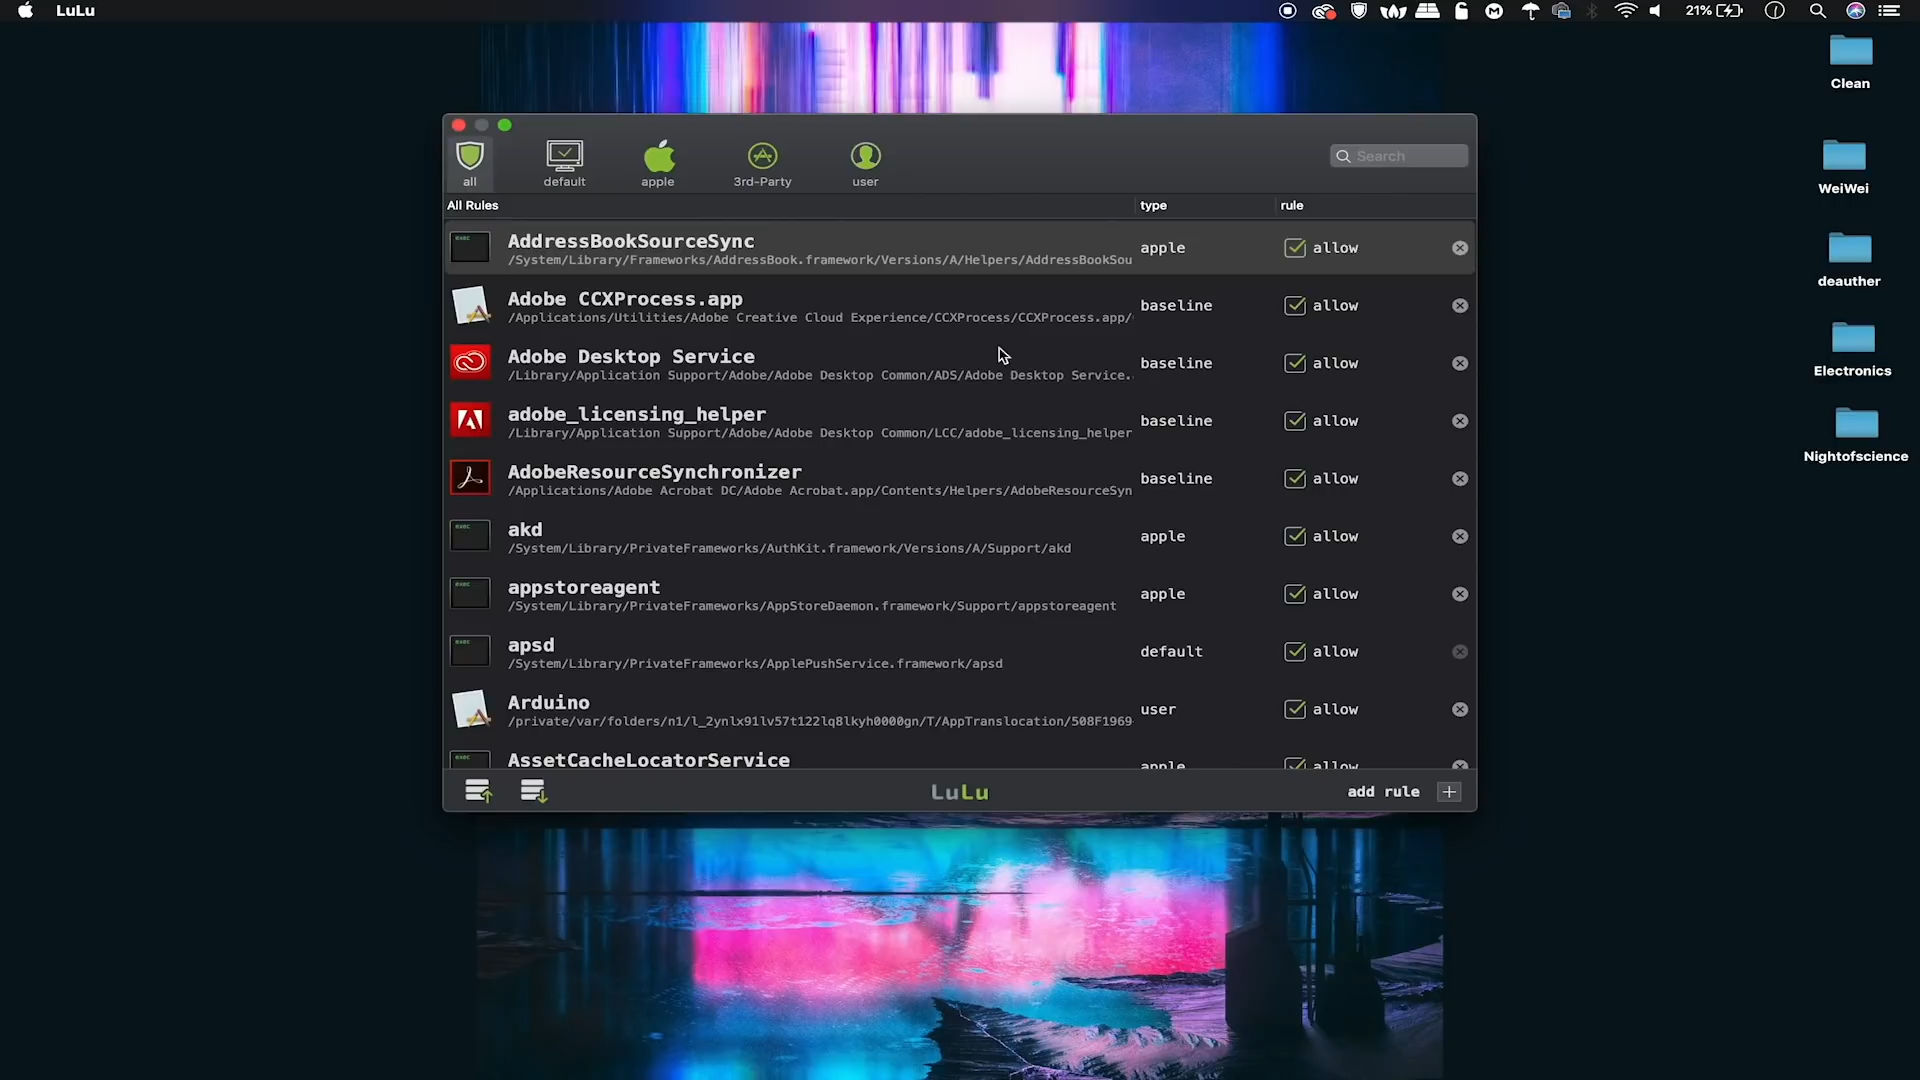 LuLu
21%
Clean
WeiWei
deauther
Electronics
Nightofscience
all
default
apple
3rd-Party
user
Search
All Rules
type
rule
AddressBookSourceSync
/System/Library/Frameworks/AddressBook.framework/Versions/A/Helpers/AddressBookSou
apple
allow
Adobe CCXProcess.app
/Applications/Utilities/Adobe Creative Cloud Experience/CCXProcess/CCXProcess.app/
baseline
allow
Adobe Desktop Service
/Library/Application Support/Adobe/Adobe Desktop Common/ADS/Adobe Desktop Service.
baseline
allow
adobe_licensing_helper
/Library/Application Support/Adobe/Adobe Desktop Common/LCC/adobe_licensing_helper
baseline
allow
AdobeResourceSynchronizer
/Applications/Adobe Acrobat DC/Adobe Acrobat.app/Contents/Helpers/AdobeResourceSyn
baseline
allow
akd
/System/Library/PrivateFrameworks/AuthKit.framework/Versions/A/Support/akd
apple
allow
appstoreagent
/System/Library/PrivateFrameworks/AppStoreDaemon.framework/Support/appstoreagent
apple
allow
apsd
/System/Library/PrivateFrameworks/ApplePushService.framework/apsd
default
allow
Arduino
/private/var/folders/n1/l_2ynlx91lv57t122lq8lkyh0000gn/T/AppTranslocation/508F1969
user
allow
AssetCacheLocatorService
apple
allow
LuLu
add rule